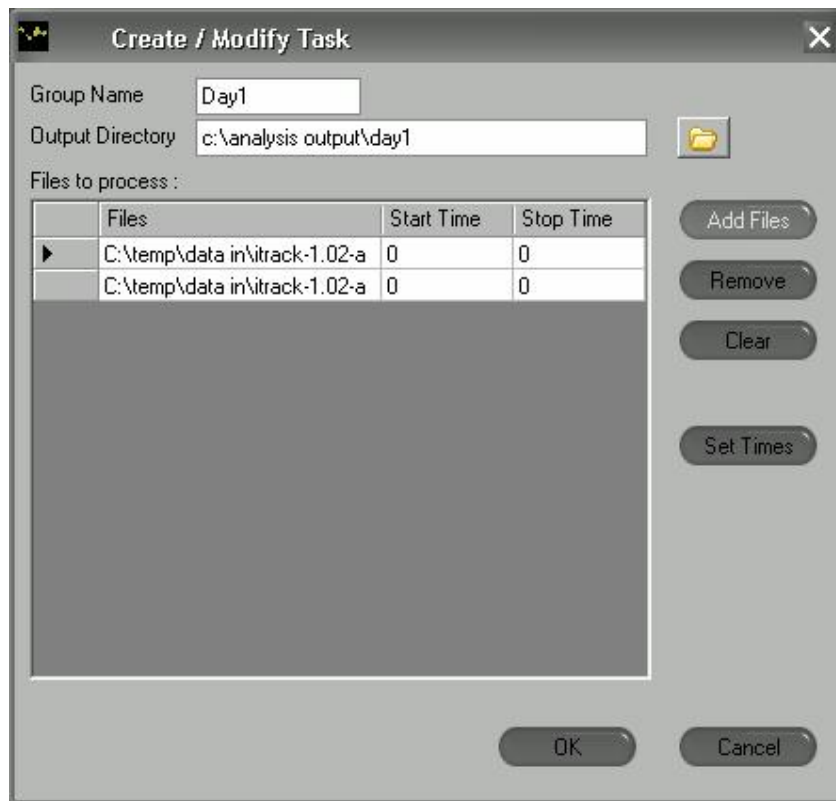 Create / Modify Task
Group Name Day1
Output Directory c:\analysis output\day1
Files to process :
Files Start Time Stop Time
C:\temp\data in\itrack-1.02-a 0 0
C:\temp\data in\itrack-1.02-a 0 0
Add Files
Remove
Clear
Set Times
OK Cancel